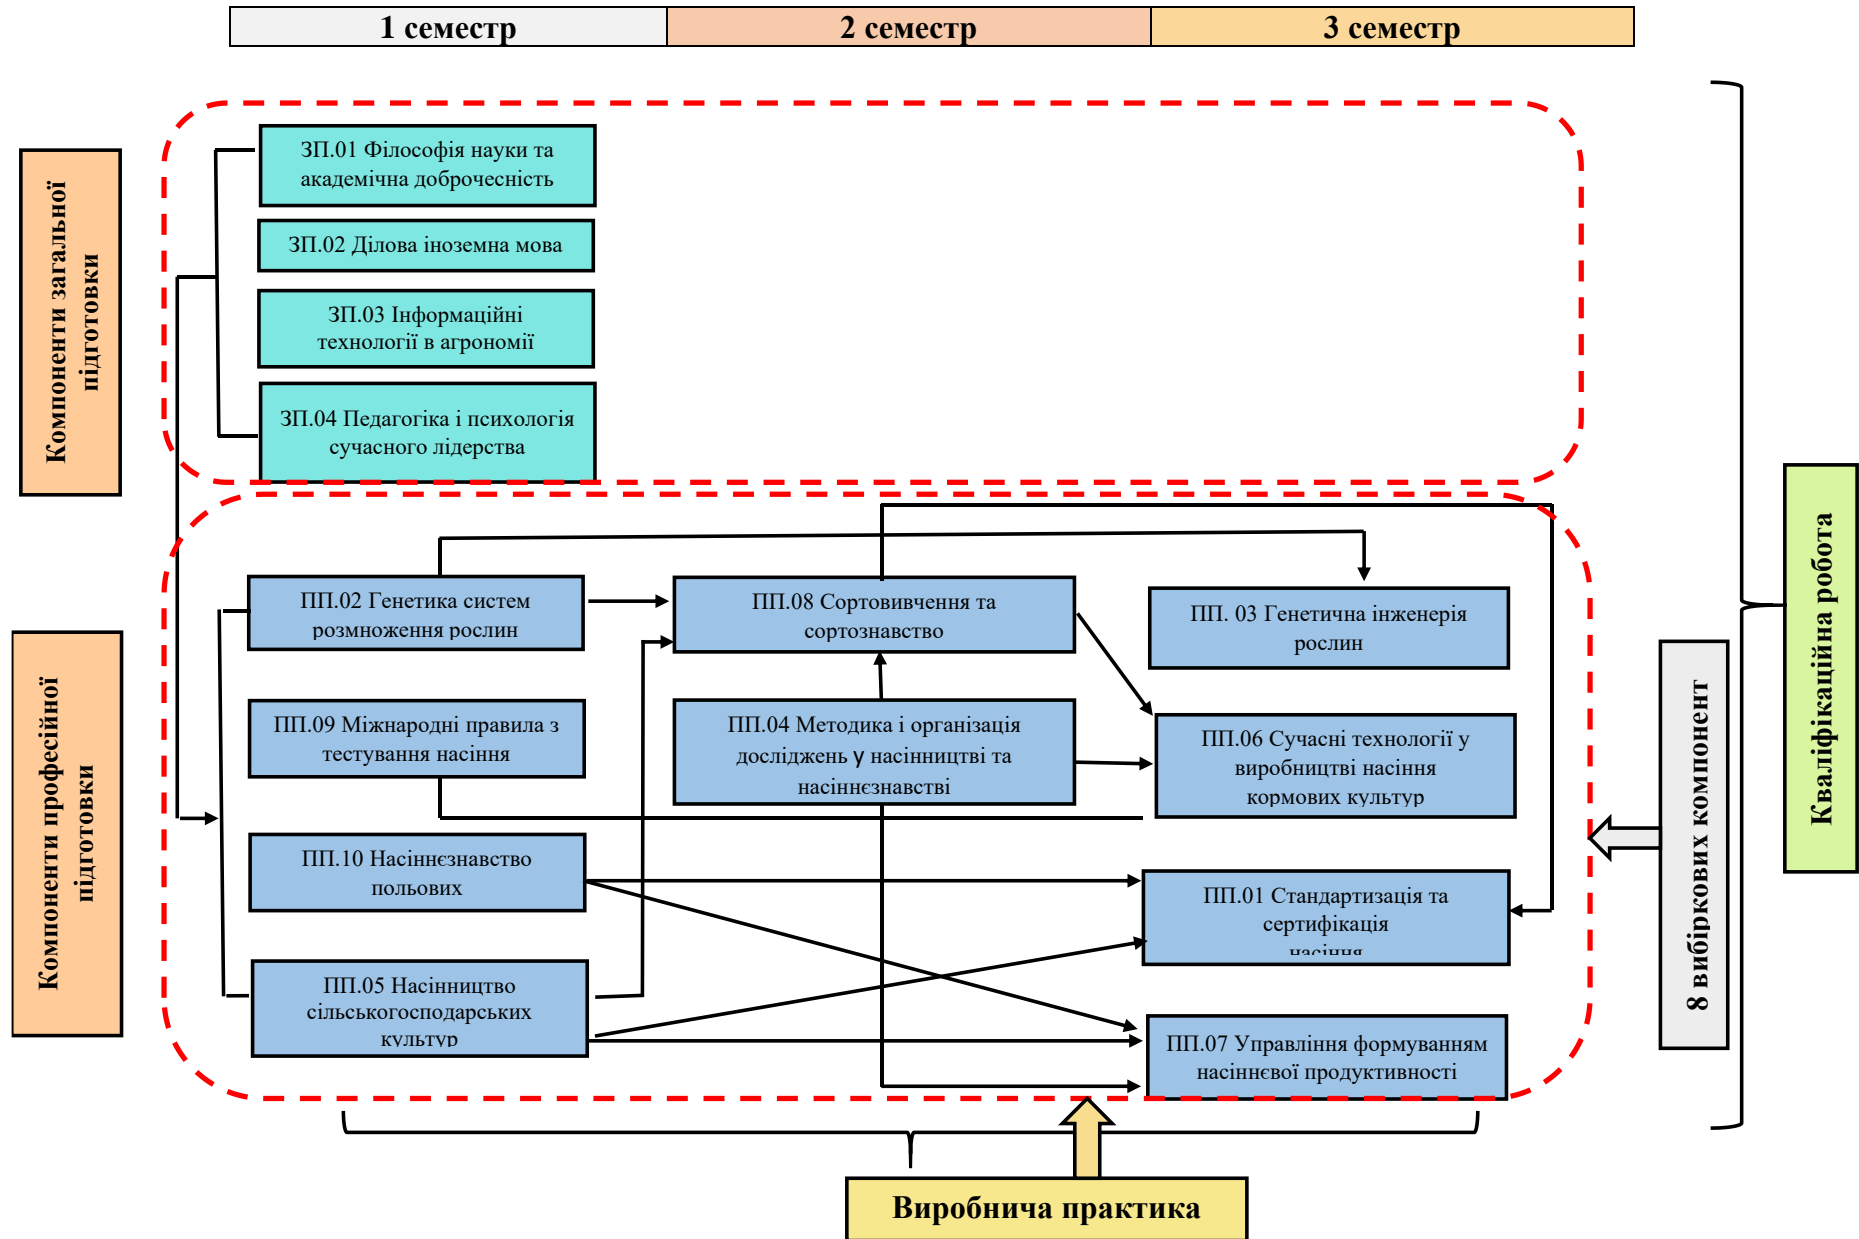 1 семестр
2 семестр
3 семестр
Компоненти загальної
підготовки
ЗП.01 Філософія науки та
академічна доброчесність
ЗП.02 Ділова іноземна мова
ЗП.03 Інформаційні
технології в агрономії
ЗП.04 Педагогіка і психологія
сучасного лідерства
Компоненти професійної
підготовки
ПП.02 Генетика систем
розмноження рослин
ПП.08 Сортовивчення та
сортознавство
ПП. 03 Генетична інженерія
рослин
ПП.09 Міжнародні правила з
тестування насіння
ПП.04 Методика і організація
досліджень у насінництві та
насіннєзнавстві
ПП.06 Сучасні технології у
виробництві насіння
кормових культур
ПП.10 Насіннєзнавство
польових
ПП.01 Стандартизація та
сертифікація
насіння
ПП.05 Насінництво
сільськогосподарських
культур
ПП.07 Управління формуванням
насіннєвої продуктивності
8 вибіркових компонент
Кваліфікаційна робота
Виробнича практика